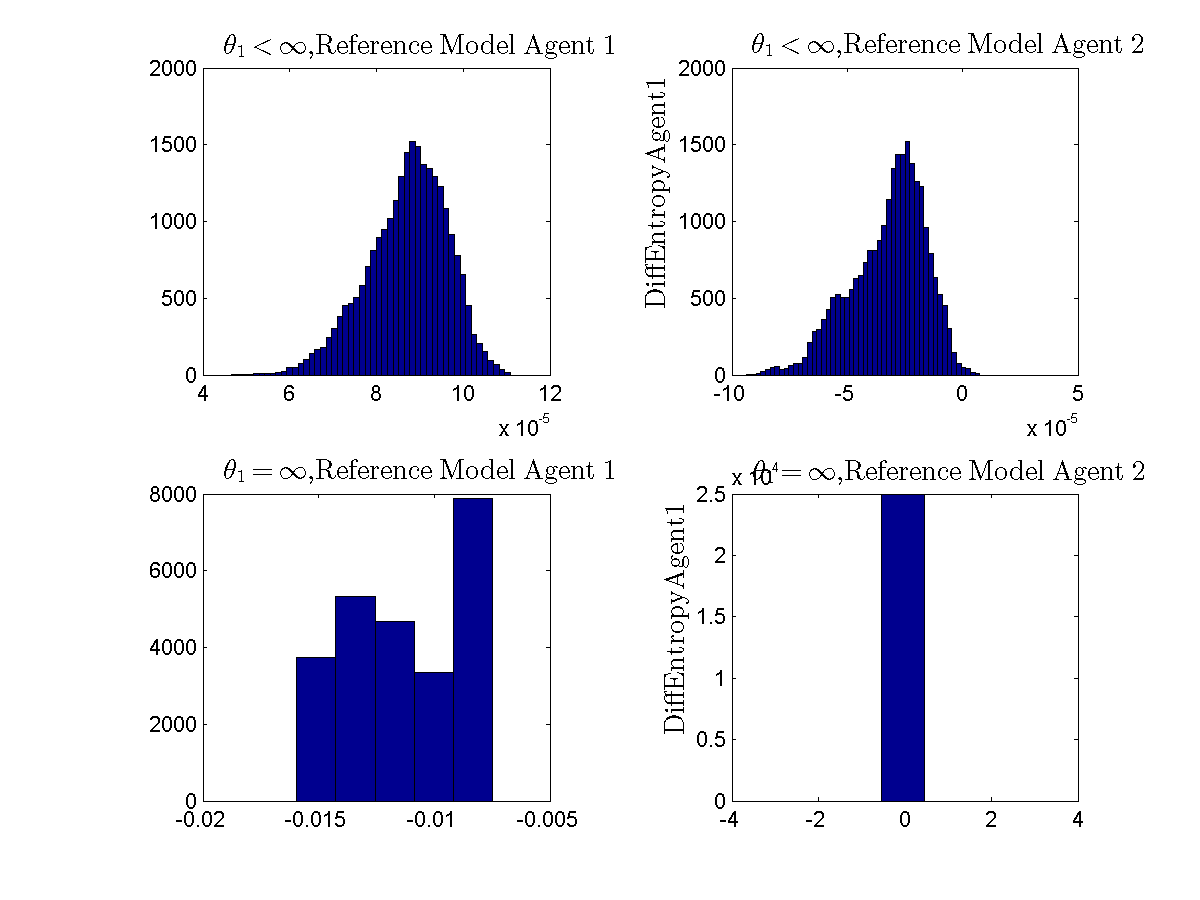 θ₁ < ∞,Reference Model Agent 1
2000
1500
1000
500
0
4 6 8 10 12
x 10⁻⁵
θ₁ < ∞,Reference Model Agent 2
DiffEntropyAgent1
2000
1500
1000
500
0
-10 -5 0 5
x 10⁻⁵
θ₁ = ∞,Reference Model Agent 1
8000
6000
4000
2000
0
-0.02 -0.015 -0.01 -0.005
x 10⁴
= ∞,Reference Model Agent 2
DiffEntropyAgent1
2.5
2
1.5
1
0.5
0
-4 -2 0 2 4